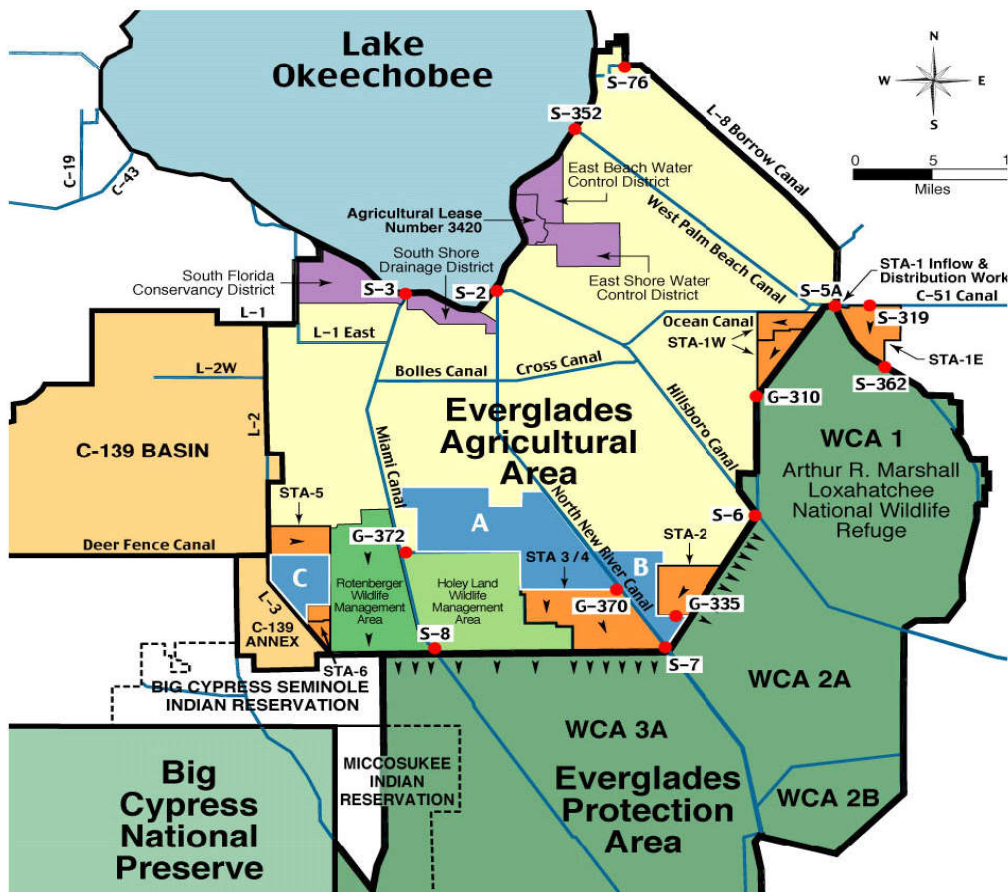 Lake
Okeechobee
N
W
E
S
0
5
1
Miles
S-76
S-352
L-8 Borrow Canal
C-19
C-43
East Beach Water
Control District
Agricultural Lease
Number 3420
West Palm Beach Canal
South Shore
Drainage District
South Florida
Conservancy District
East Shore Water
Control District
STA-1 Inflow &
Distribution Work
S-3
S-2
S-5A
C-51 Canal
L-1
L-1 East
Ocean Canal
STA-1W
S-319
STA-1E
S-362
L-2W
L-2
Bolles Canal
Cross Canal
Hillsboro Canal
G-310
Everglades
Agricultural
Area
C-139 BASIN
WCA 1
Arthur R. Marshall
Loxahatchee
National Wildlife
Refuge
Miami Canal
North New River Canal
STA-5
S-6
A
G-372
Deer Fence Canal
STA 3/4
STA-2
B
C
Rotenberger
Wildlife
Management
Area
Holey Land
Wildlife
Management
Area
G-370
G-335
L-3
C-139
ANNEX
S-8
S-7
STA-6
BIG CYPRESS SEMINOLE
INDIAN RESERVATION
WCA 2A
WCA 3A
MICCOSUKEE
INDIAN
RESERVATION
Big
Cypress
National
Preserve
Everglades
Protection
Area
WCA 2B